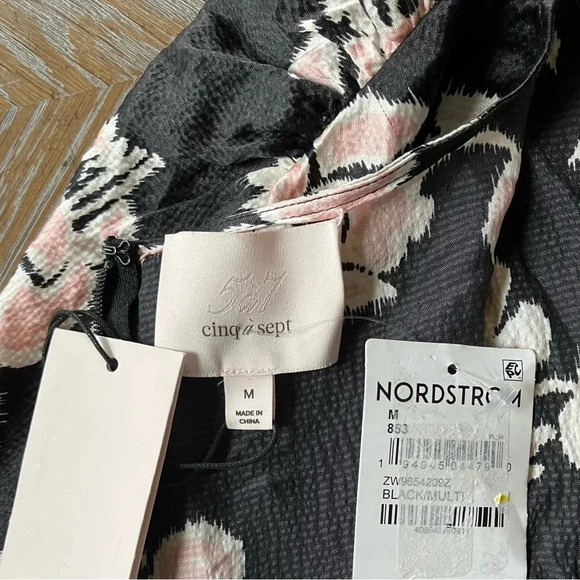 5à7
cinq à sept
M
MADE IN
CHINA
NORDSTROM
M
853
ZW9654209Z
BLACK/MULTI